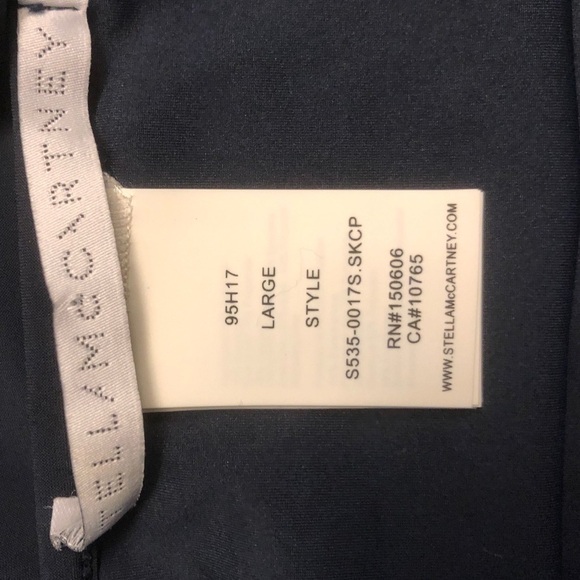 STELLAMcCARTNEY
95H17
LARGE
STYLE
S535-0017S.SKCP
RN#150606
CA#10765
WWW.STELLAMcCARTNEY.COM